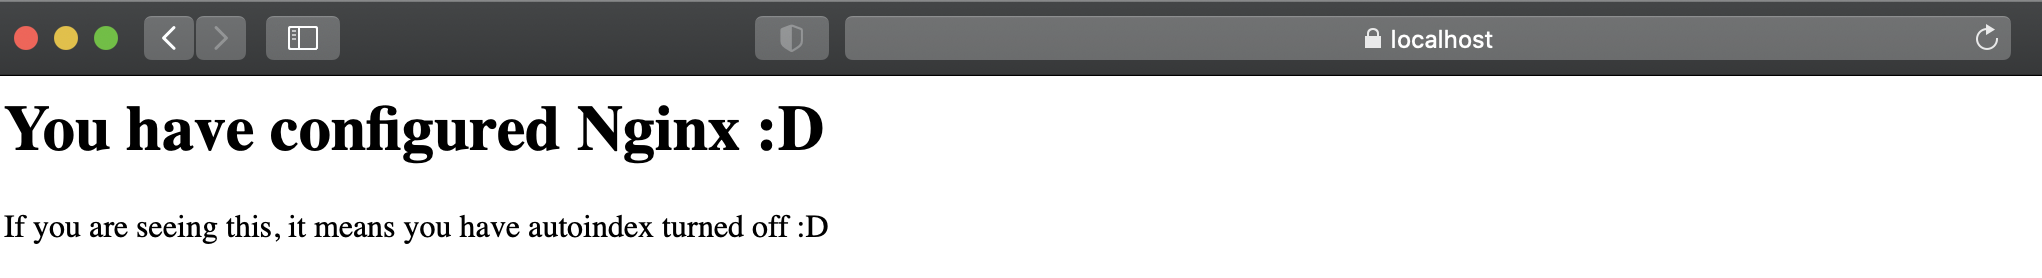 localhost
You have configured Nginx :D
If you are seeing this, it means you have autoindex turned off :D